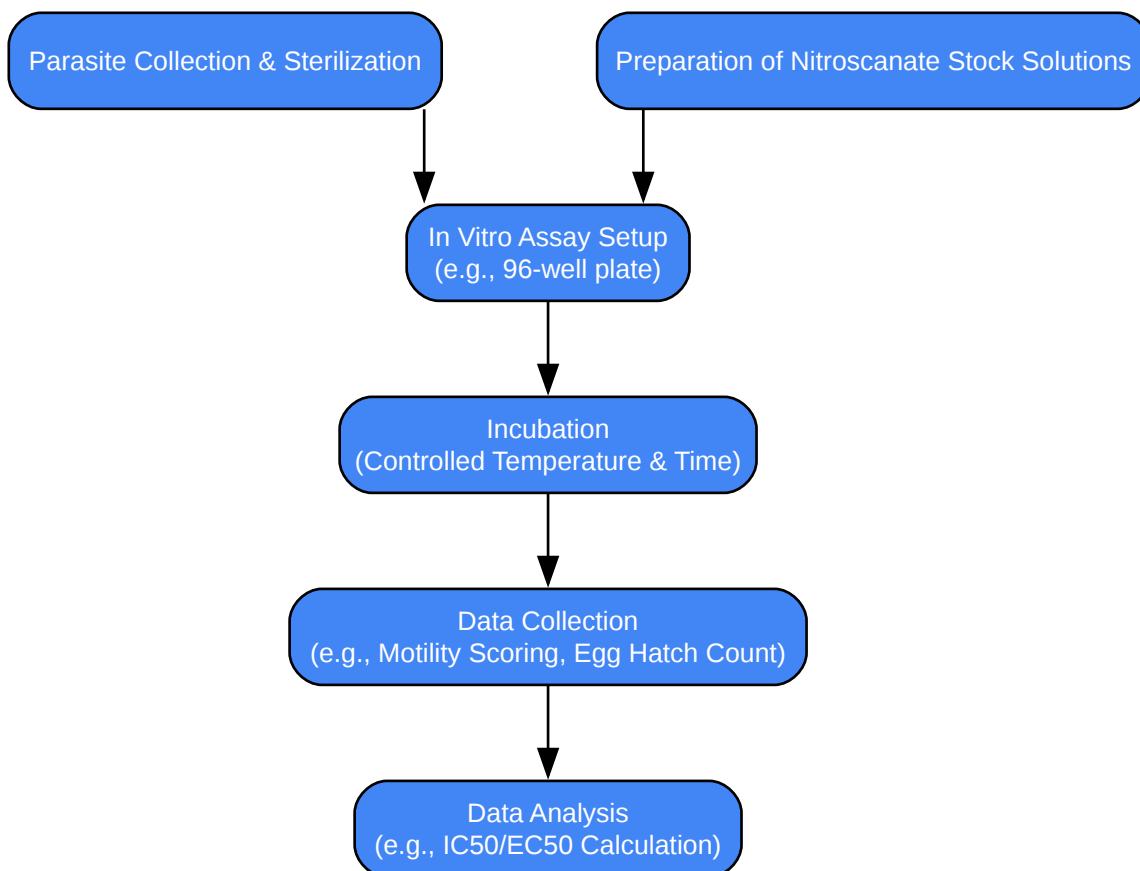 Parasite Collection & Sterilization
Preparation of Nitroscanate Stock Solutions
In Vitro Assay Setup
(e.g., 96-well plate)
Incubation
(Controlled Temperature & Time)
Data Collection
(e.g., Motility Scoring, Egg Hatch Count)
Data Analysis
(e.g., IC50/EC50 Calculation)